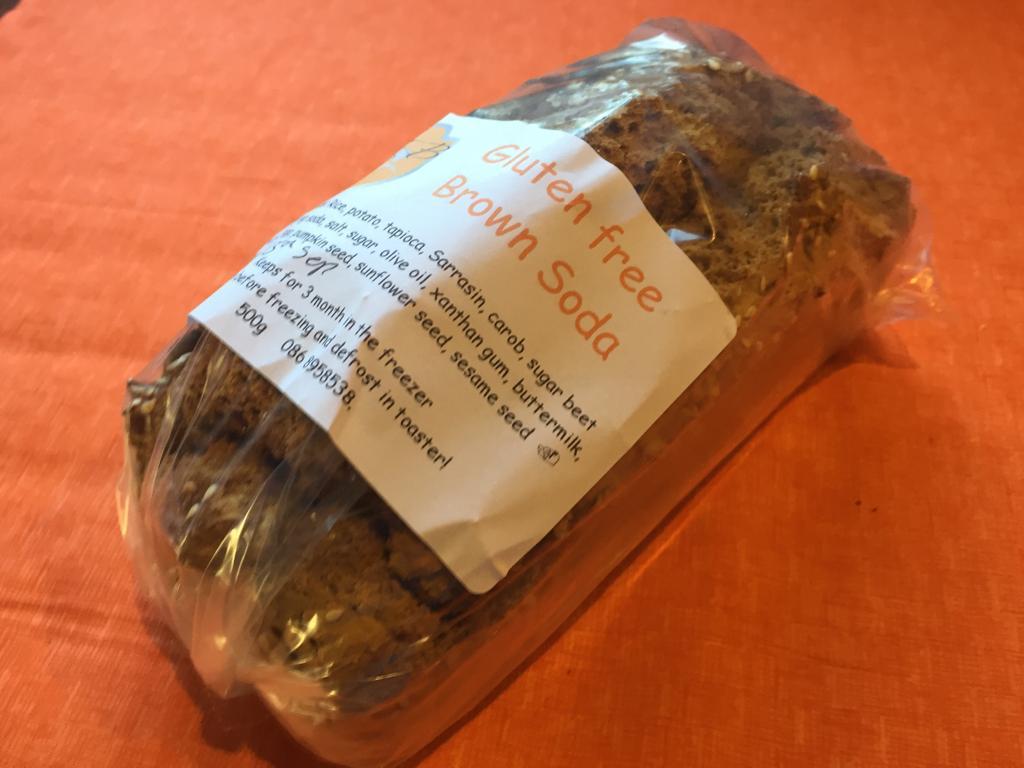 B
Gluten free
Brown Soda
Rice, potato, tapioca, Sarrasin, carob, sugar beet
soda, salt, sugar, olive oil, xanthan gum, buttermilk,
pumpkin seed, sunflower seed, sesame seed
Sep
Keeps for 3 month in the freezer
before freezing and defrost in toaster!
500g 086 8958538.